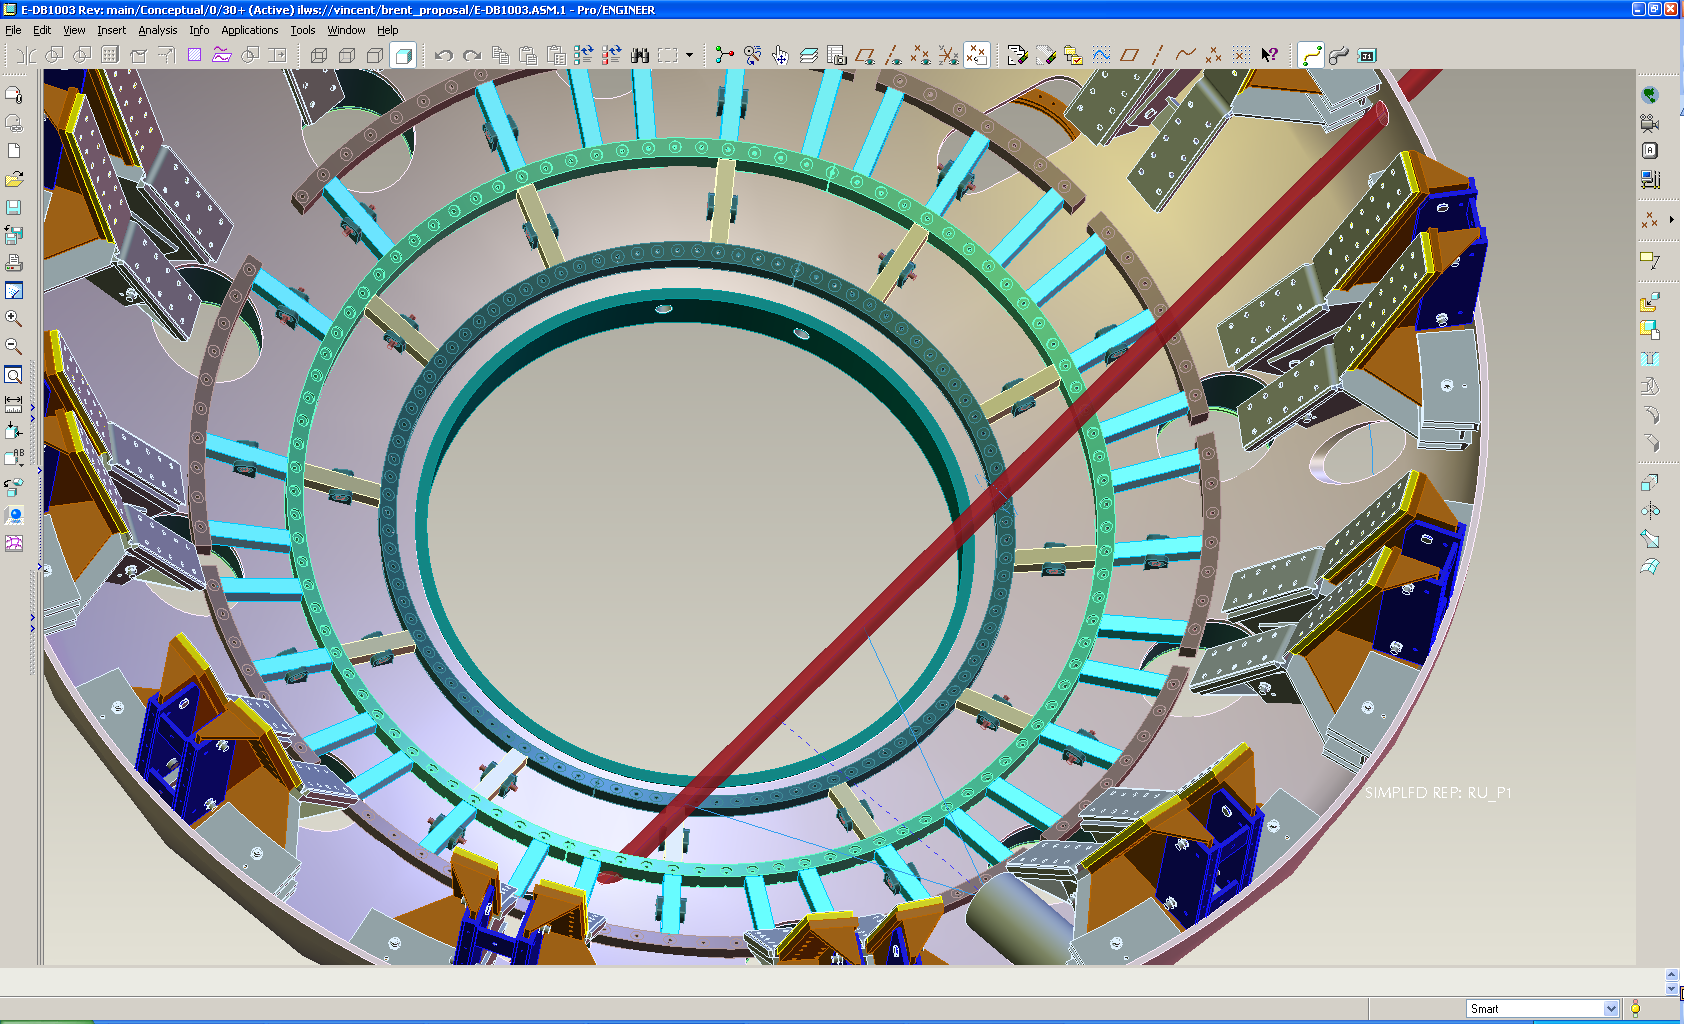 E-DB1003 Rev: main/Conceptual/0/30+ (Active) ilws://vincent/brent_proposal/E-DB1003.ASM.1 - Pro/ENGINEER
File Edit View Insert Analysis Info Applications Tools Window Help
AB
A
SIMPLFD REP: RU_P1
Smart